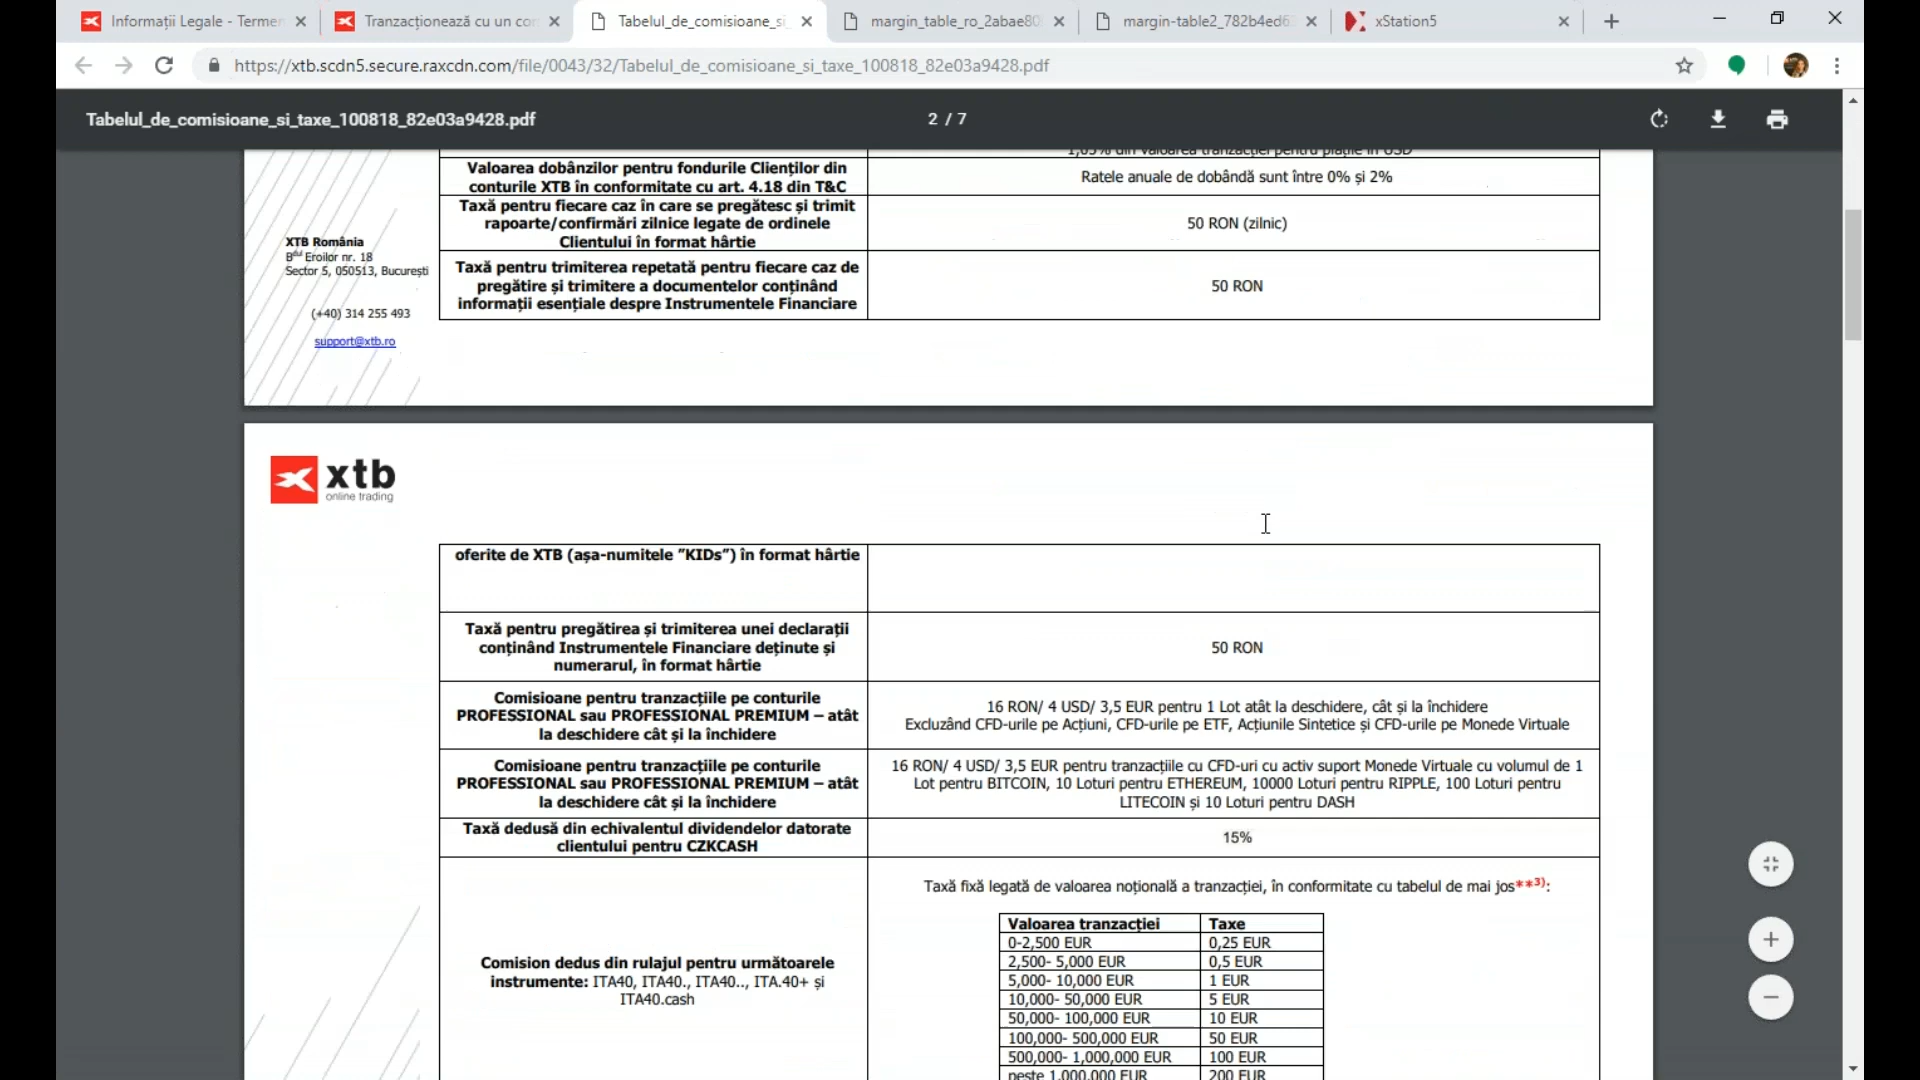 Informații Legale - Termen
Tranzacționează cu un con
Tabelul_de_comisioane_si_
margin_table_ro_2abae80
margin-table2_782b4ed6
xStation5
https://xtb.scdn5.secure.raxcdn.com/file/0043/32/Tabelul_de_comisioane_si_taxe_100818_82e03a9428.pdf
Tabelul_de_comisioane_si_taxe_100818_82e03a9428.pdf
2 / 7
1,65% din valoarea tranzacției pentru plățile în USD
Valoarea dobânzilor pentru fondurile Clienților din
conturile XTB în conformitate cu art. 4.18 din T&C
Ratele anuale de dobândă sunt între 0% și 2%
Taxă pentru fiecare caz în care se pregătesc și trimit
rapoarte/confirmări zilnice legate de ordinele
Clientului în format hârtie
50 RON (zilnic)
Taxă pentru trimiterea repetată pentru fiecare caz de
pregătire și trimitere a documentelor conținând
informații esențiale despre Instrumentele Financiare
50 RON
XTB România
Bdul Eroilor nr. 18
Sector 5, 050513, București
(+40) 314 255 493
support@xtb.ro
xtb
online trading
oferite de XTB (așa-numitele ”KIDs”) în format hârtie
Taxă pentru pregătirea și trimiterea unei declarații
conținând Instrumentele Financiare deținute și
numerarul, în format hârtie
50 RON
Comisioane pentru tranzacțiile pe conturile
PROFESSIONAL sau PROFESSIONAL PREMIUM – atât
la deschidere cât și la închidere
16 RON/ 4 USD/ 3,5 EUR pentru 1 Lot atât la deschidere, cât și la închidere
Excluzând CFD-urile pe Acțiuni, CFD-urile pe ETF, Acțiunile Sintetice și CFD-urile pe Monede Virtuale
Comisioane pentru tranzacțiile pe conturile
PROFESSIONAL sau PROFESSIONAL PREMIUM – atât
la deschidere cât și la închidere
16 RON/ 4 USD/ 3,5 EUR pentru tranzacțiile cu CFD-uri cu activ suport Monede Virtuale cu volumul de 1
Lot pentru BITCOIN, 10 Loturi pentru ETHEREUM, 10000 Loturi pentru RIPPLE, 100 Loturi pentru
LITECOIN și 10 Loturi pentru DASH
Taxă dedusă din echivalentul dividendelor datorate
clientului pentru CZKCASH
15%
Comision dedus din rulajul pentru următoarele
instrumente: ITA40, ITA40., ITA40.., ITA.40+ și
ITA40.cash
Taxă fixă legată de valoarea noțională a tranzacției, în conformitate cu tabelul de mai jos**3):
Valoarea tranzacției Taxe
0-2,500 EUR 0,25 EUR
2,500- 5,000 EUR 0,5 EUR
5,000- 10,000 EUR 1 EUR
10,000- 50,000 EUR 5 EUR
50,000- 100,000 EUR 10 EUR
100,000- 500,000 EUR 50 EUR
500,000- 1,000,000 EUR 100 EUR
peste 1.000.000 EUR 200 EUR